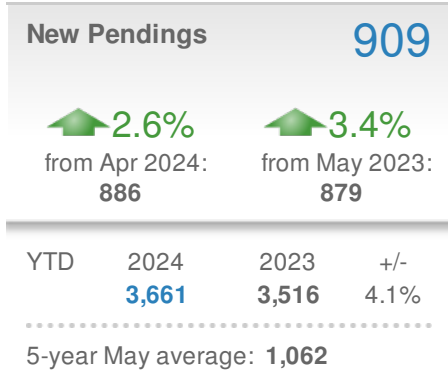 New Pendings 909
2.6% 3.4%
from Apr 2024: from May 2023:
886 879
YTD 2024 2023 +/-
3,661 3,516 4.1%
5-year May average: 1,062